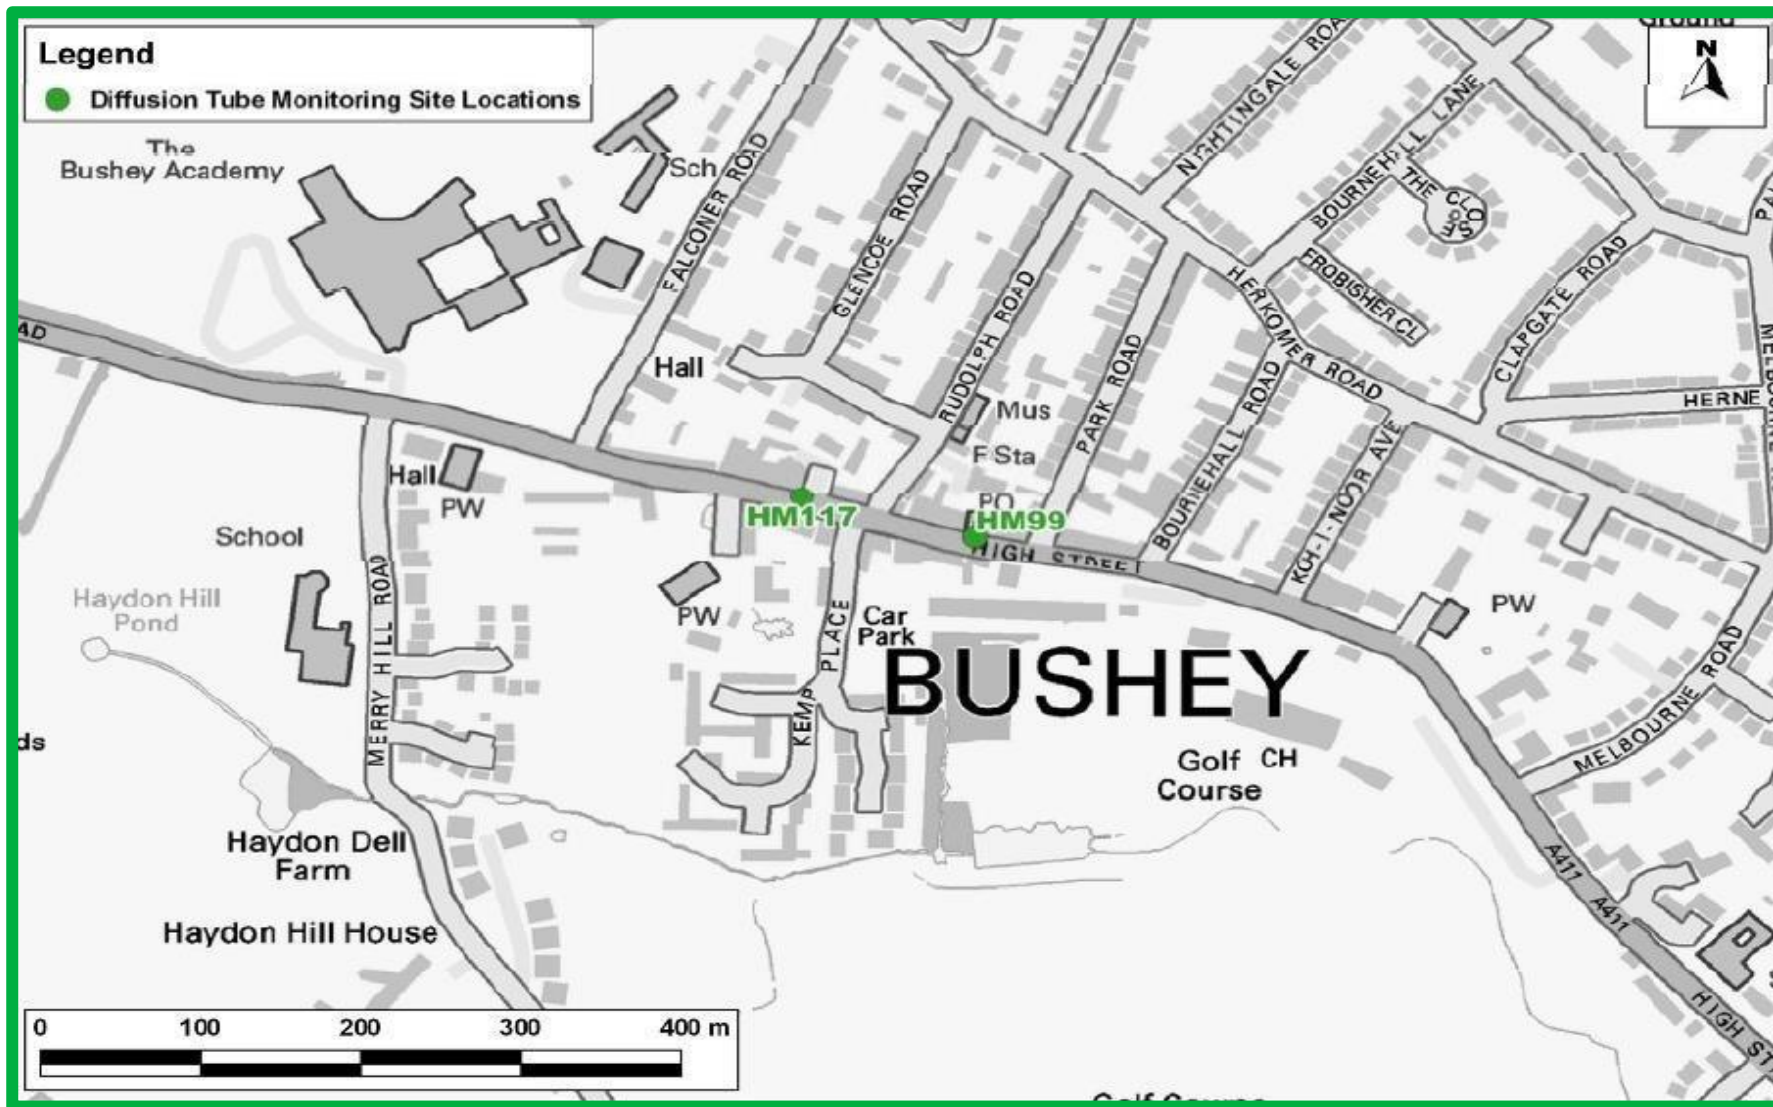 Legend
Diffusion Tube Monitoring Site Locations
N
The
Bushey Academy
Sch
FALCONER ROAD
GLENCOE ROAD
NIGHTINGALE
BOURNEHALL LANE
THE CLOSE
FROBISHER CL
CLAPGATE ROAD
HERKOMER ROAD
HERNE
AD
Hall
RUDOLPH ROAD
PARK ROAD
BOURNEHALL ROAD
KOH-I-NOOR AVE
Mus
F Sta
PO
Hall
PW
HM117
HM99
HIGH STREET
School
MERRY HILL ROAD
Haydon Hill
Pond
PW
KEMP PLACE
Car
Park
PW
BUSHEY
MELBOURNE ROAD
ds
Golf
Course
CH
Haydon Dell
Farm
A411
A411
Haydon Hill House
HIGH
0 100 200 300 400 m